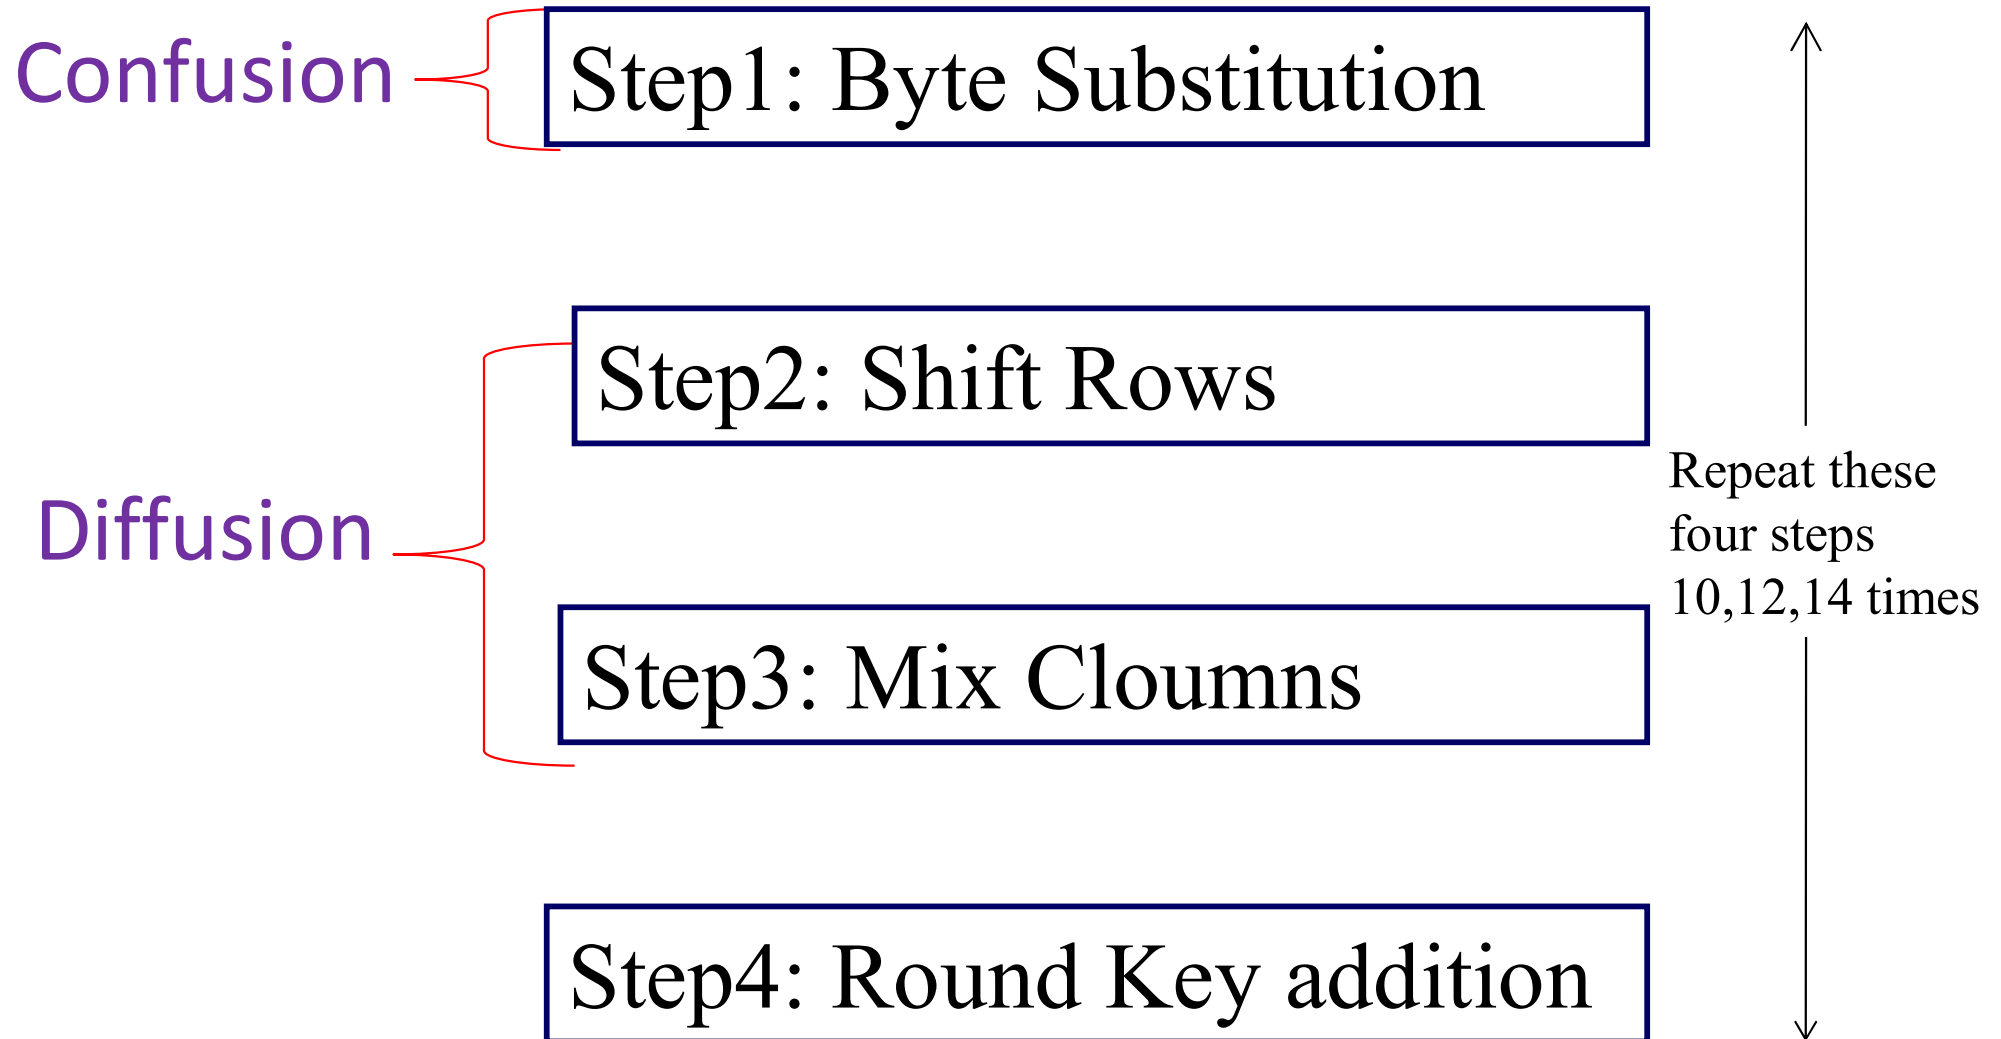 Confusion
Step1: Byte Substitution
Step2: Shift Rows
Repeat these
four steps
10,12,14 times
Diffusion
Step3: Mix Cloumns
Step4: Round Key addition